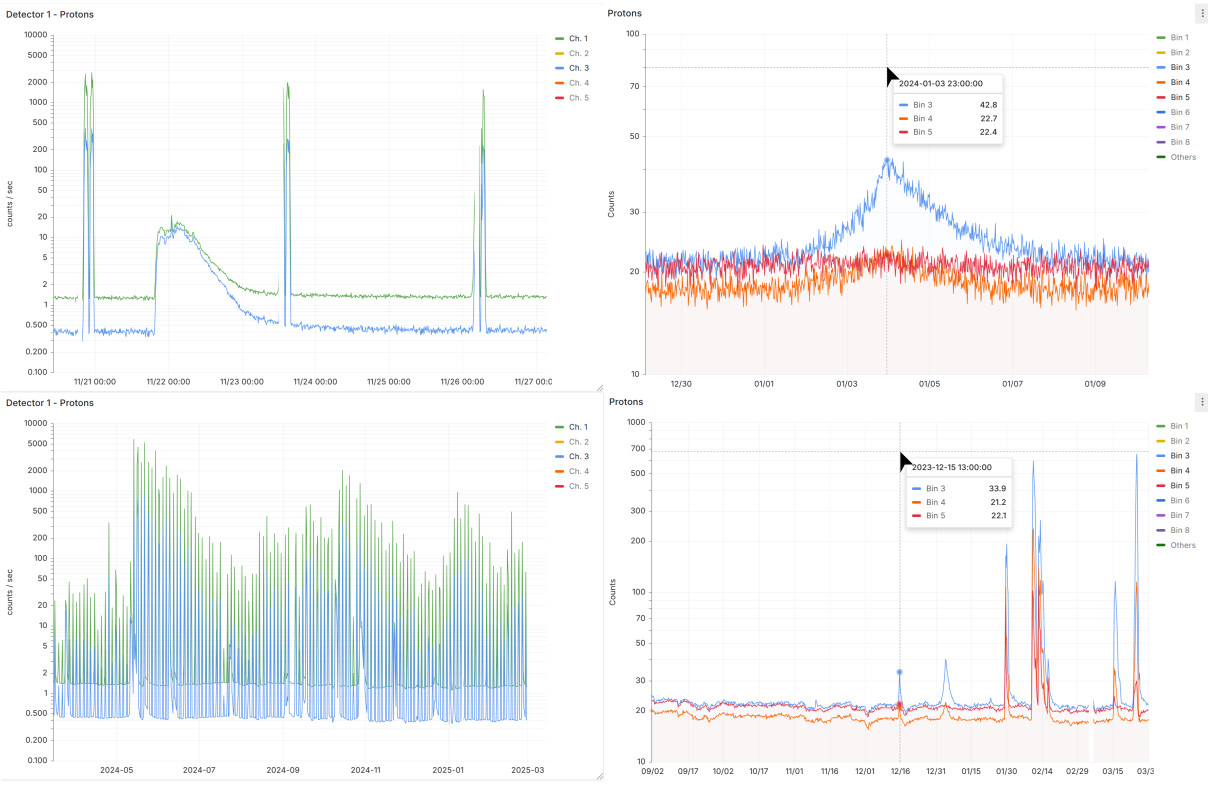 Detector 1 - Protons
counts / sec
10000
5000
2000
1000
500
200
100
50
20
10
5
2
1
0.500
0.200
0.100
11/21 00:00
11/22 00:00
11/23 00:00
11/24 00:00
11/25 00:00
11/26 00:00
11/27 00:0
Ch. 1
Ch. 2
Ch. 3
Ch. 4
Ch. 5
Protons
Counts
100
70
50
30
20
10
12/30
01/01
01/03
01/05
01/07
01/09
2024-01-03 23:00:00
Bin 3 42.8
Bin 4 22.7
Bin 5 22.4
Bin 1
Bin 2
Bin 3
Bin 4
Bin 5
Bin 6
Bin 7
Bin 8
Others
Detector 1 - Protons
counts / sec
10000
5000
2000
1000
500
200
100
50
20
10
5
2
1
0.500
0.200
0.100
2024-05
2024-07
2024-09
2024-11
2025-01
2025-03
Ch. 1
Ch. 2
Ch. 3
Ch. 4
Ch. 5
Protons
Counts
1000
700
500
300
200
100
70
50
30
20
10
09/02
09/17
10/02
10/17
11/01
11/16
12/01
12/16
12/31
01/15
01/30
02/14
02/29
03/15
03/3
2023-12-15 13:00:00
Bin 3 33.9
Bin 4 21.2
Bin 5 22.1
Bin 1
Bin 2
Bin 3
Bin 4
Bin 5
Bin 6
Bin 7
Bin 8
Others